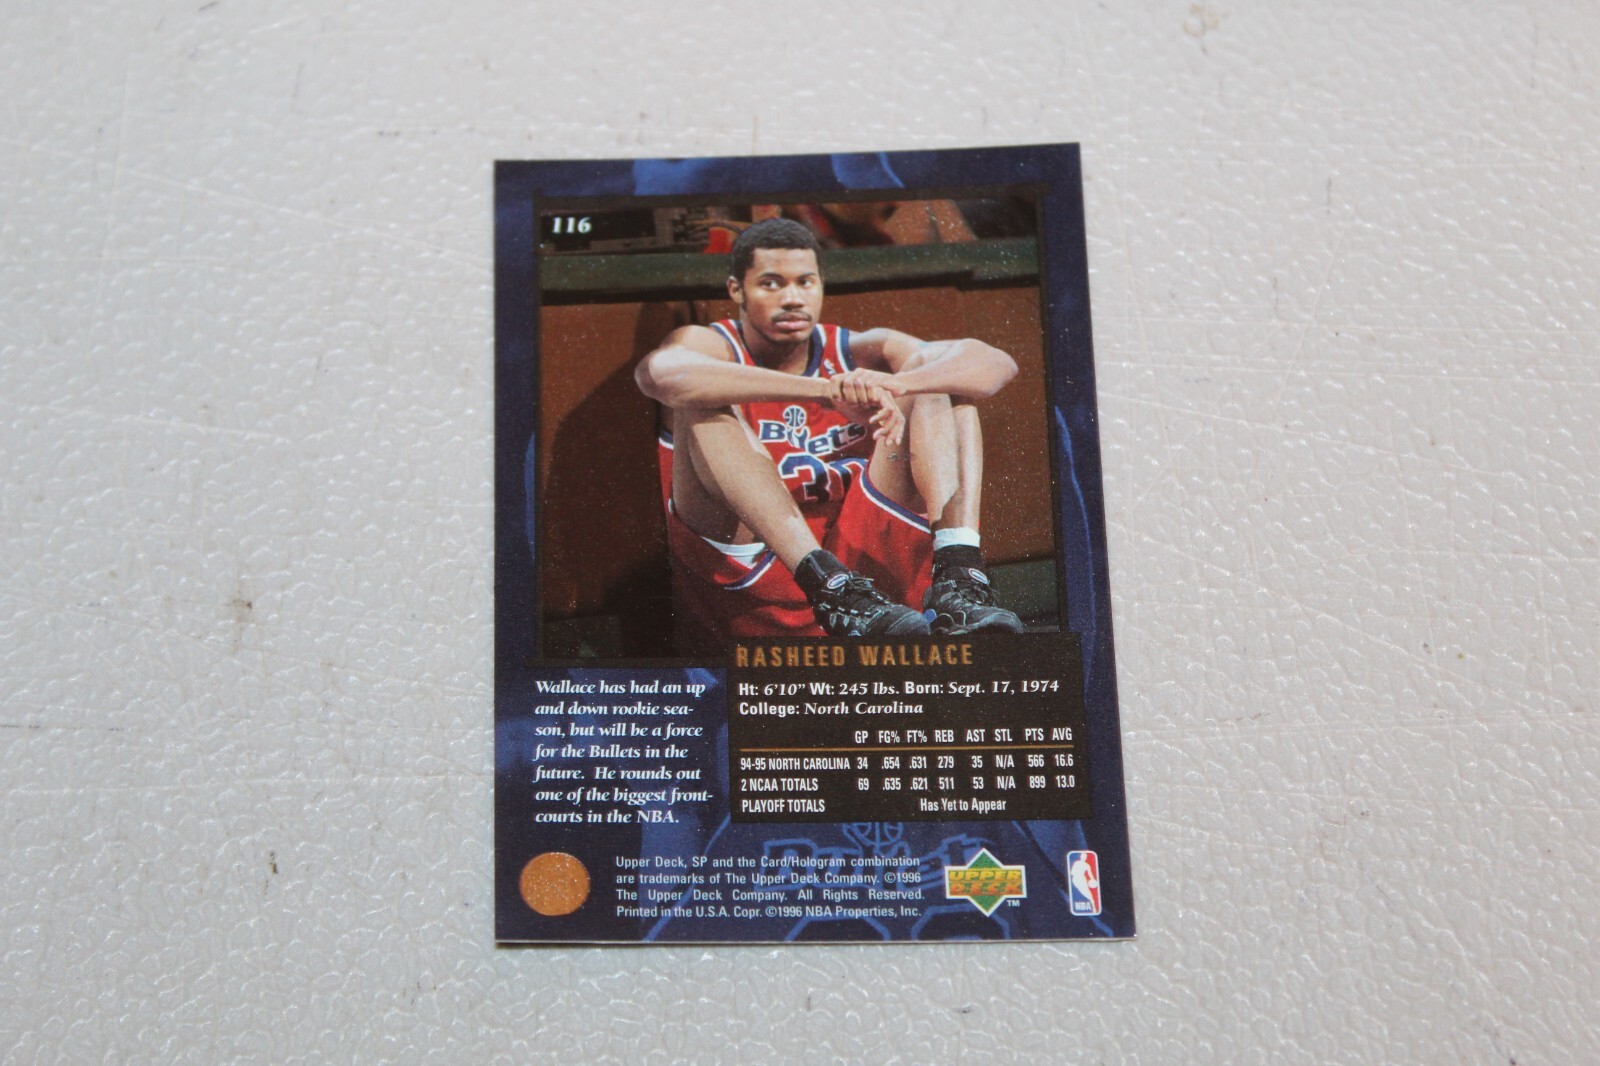 116
Bullets
30
RASHEED WALLACE
Wallace has had an up
and down rookie sea-
son, but will be a force
for the Bullets in the
future. He rounds out
one of the biggest front-
courts in the NBA.
Ht: 6'10" Wt: 245 lbs. Born: Sept. 17, 1974
College: North Carolina
GP FG% FT% REB AST STL PTS AVG
94-95 NORTH CAROLINA 34 .654 .631 279 35 N/A 566 16.6
2 NCAA TOTALS 69 .635 .621 511 53 N/A 899 13.0
PLAYOFF TOTALS Has Yet to Appear
Upper Deck, SP and the Card/Hologram combination
are trademarks of The Upper Deck Company. ©1996
The Upper Deck Company. All Rights Reserved.
Printed in the U.S.A. Copr. ©1996 NBA Properties, Inc.
UPPER
DECK
TM
NBA